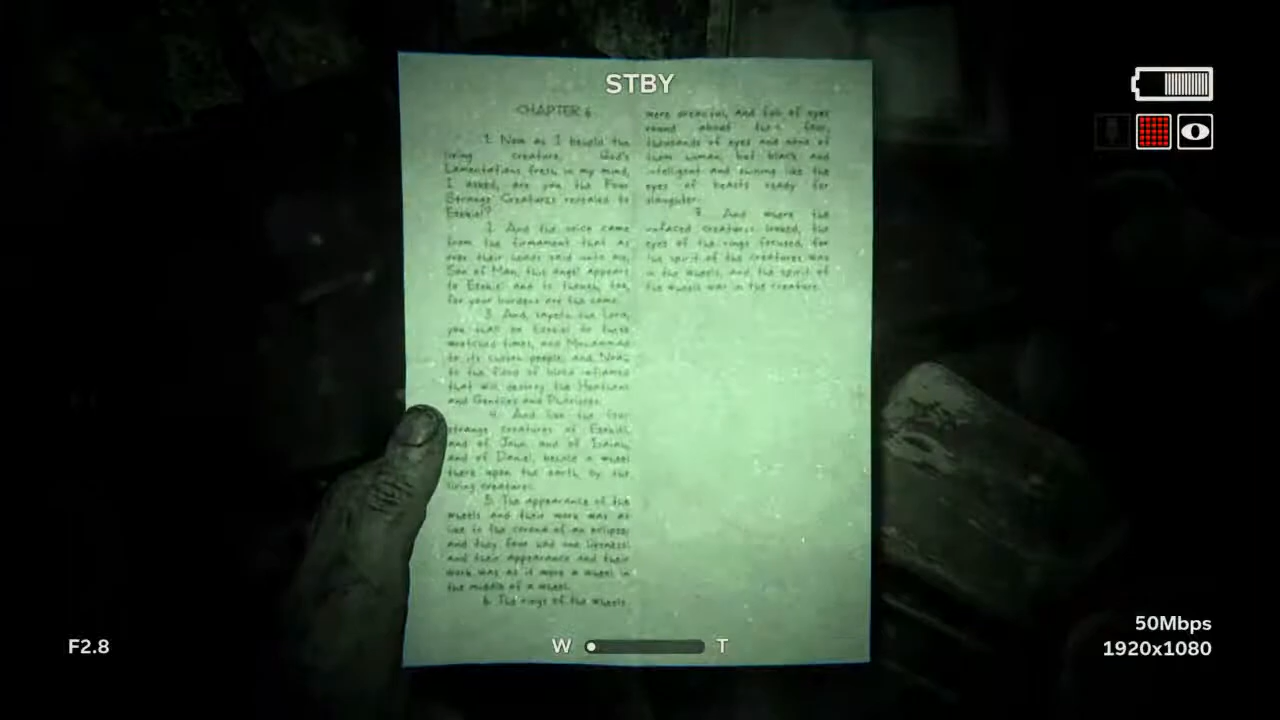 STBY
CHAPTER 6
1. Now as I beheld the
living creature, God's
Lamentations fresh in my mind,
I asked, are you the Four
Strange Creatures revealed to
Ezekiel?
2. And the voice came
from the firmament that as
over their heads said unto me,
Son of Man, this angel appears
to Ezekiel and is though, too,
for your burdens are the same.
3. And, sayeth the Lord,
you shall be Ezekiel to these
wretched times, and Mohammad
to its chosen people, and Noah
to the flood of blood inflamed
that will destroy the Heathens
and Gentiles and Pharisees.
4. And like the four
strange creatures of Ezekiel,
and of John, and of Isaiah,
and of Daniel, behold a wheel
there upon the earth by the
living creatures.
5. The appearance of the
wheels and their work was as
like to the corona of an eclipse;
and they four had one likeness:
and their appearance and their
work was as it were a wheel in
the middle of a wheel.
6. The rings of the wheels
were dreadful, and full of eyes
round about them four,
thousands of eyes and none of
them human, but black and
intelligent and shining like the
eyes of beasts ready for
slaughter.
7. And where the
unfaced creatures looked, the
eyes of the rings focused, for
the spirit of the creatures was
in the wheels, and the spirit of
the wheels was in the creature.
F2.8
W T
50Mbps
1920x1080